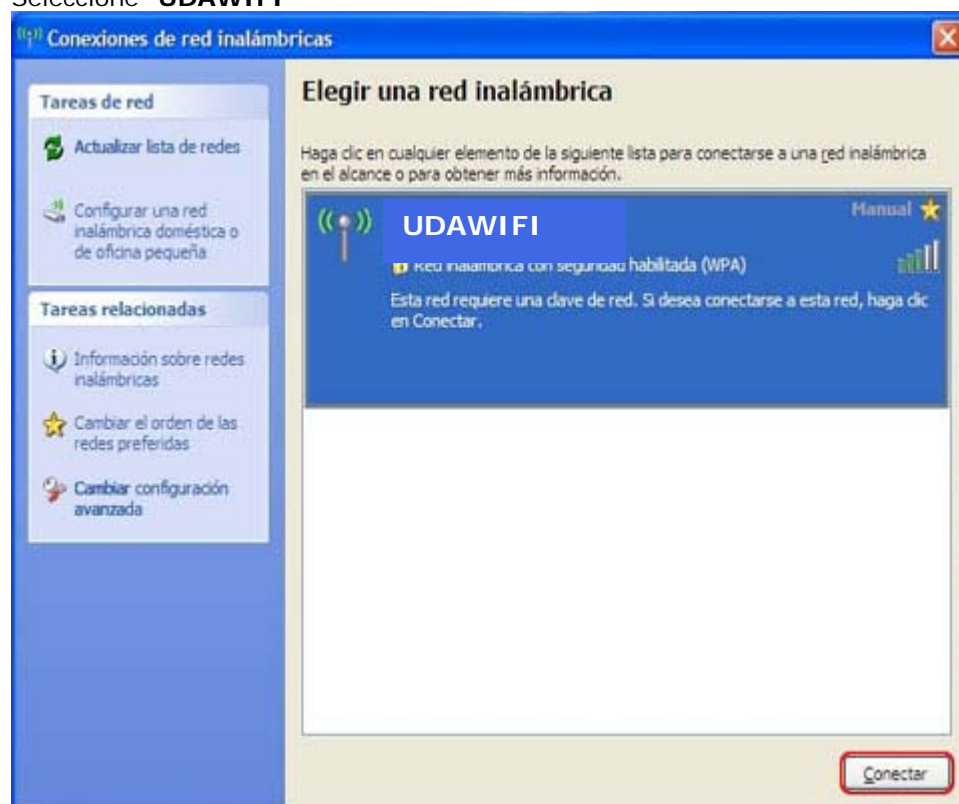 Seleccione "UDAWIFI"
Conexiones de red inalámbricas
Tareas de red
Actualizar lista de redes
Configurar una red
inalámbrica doméstica o
de oficina pequeña
Tareas relacionadas
Información sobre redes
inalámbricas
Cambiar el orden de las
redes preferidas
Cambiar configuración
avanzada
Elegir una red inalámbrica
Haga clic en cualquier elemento de la siguiente lista para conectarse a una red inalámbrica
en el alcance o para obtener más información.
UDAWIFI
Manual
Red inalámbrica con seguridad habilitada (WPA)
Esta red requiere una clave de red. Si desea conectarse a esta red, haga clic
en Conectar.
Conectar